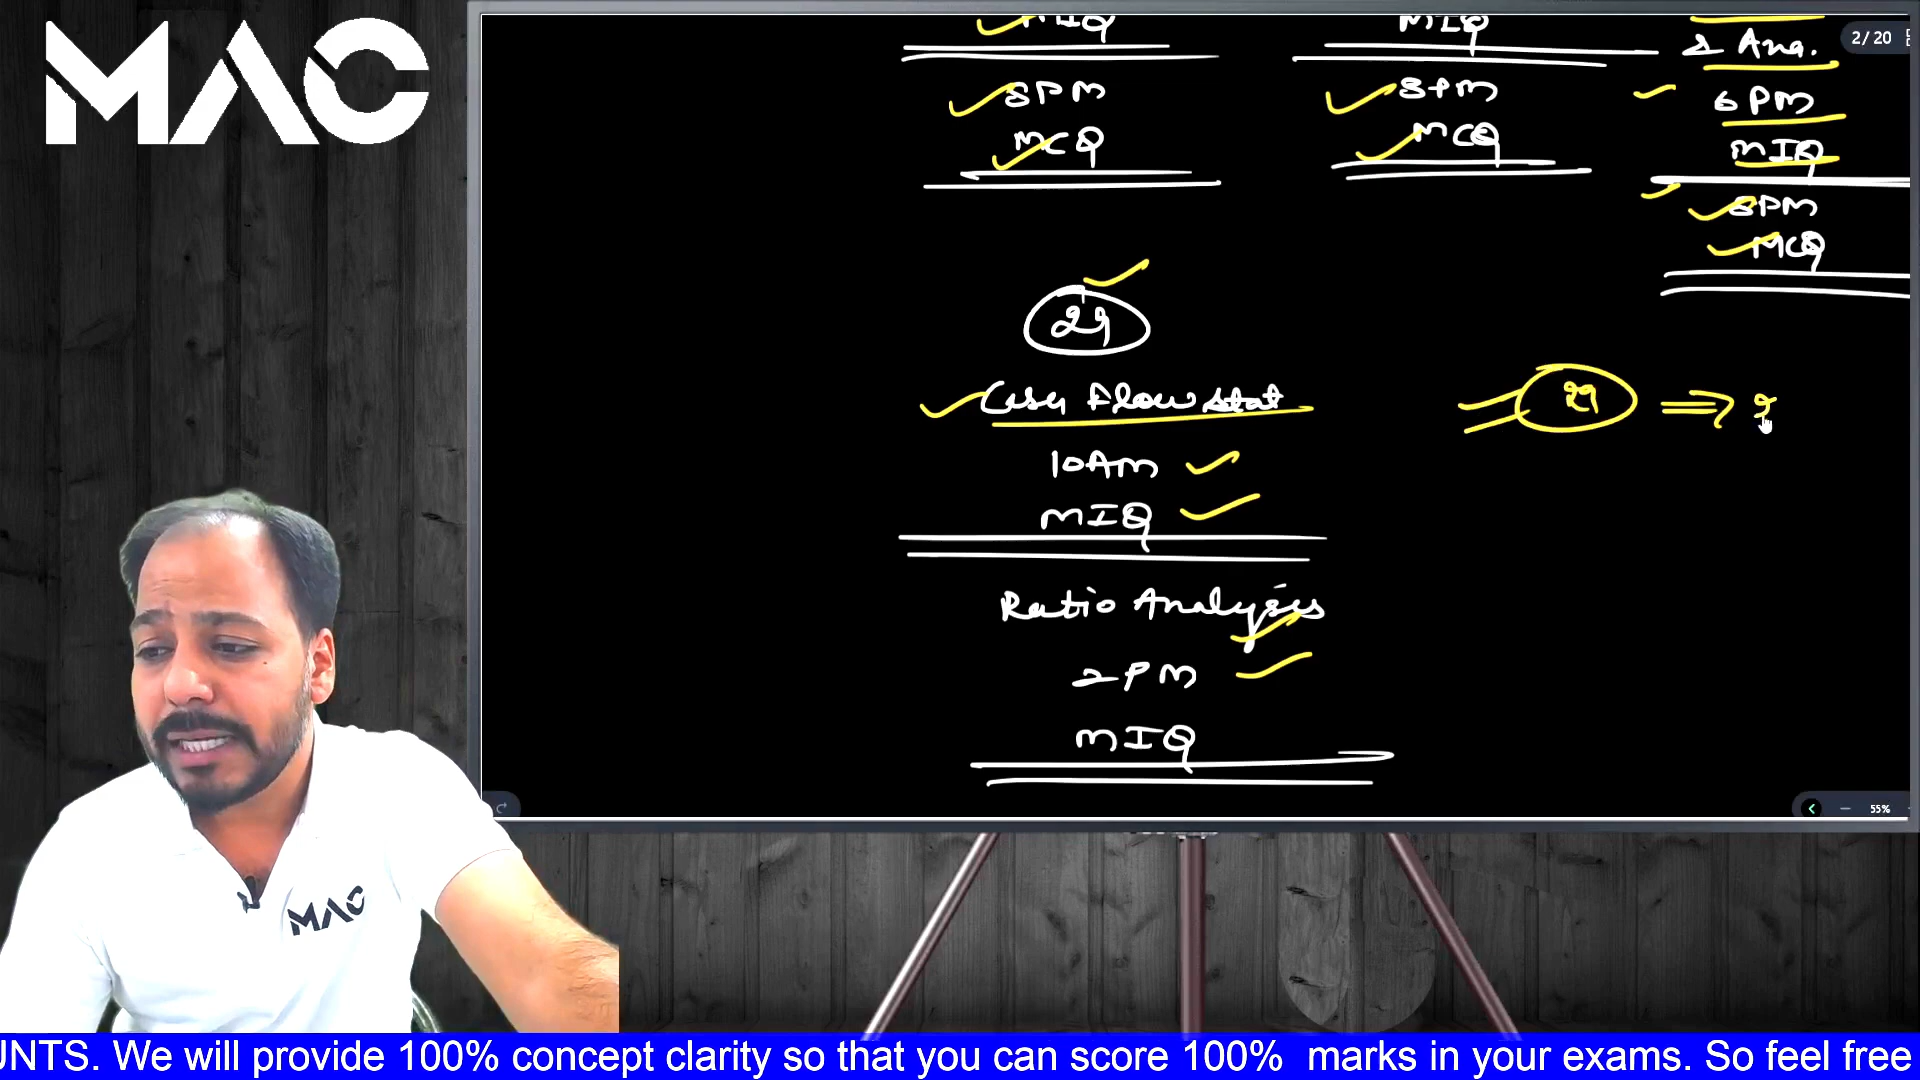 MAC
MIQ
8PM
MCQ
MIQ
8PM
MCQ
& Ana.
6PM
MIQ
8PM
MCQ
2/20
29
Cash Flow Stat
10AM
MIQ
Ratio Analysis
2PM
MIQ
29 ⇒
55%
MAC
UNTS. We will provide 100% concept clarity so that you can score 100% marks in your exams. So feel free